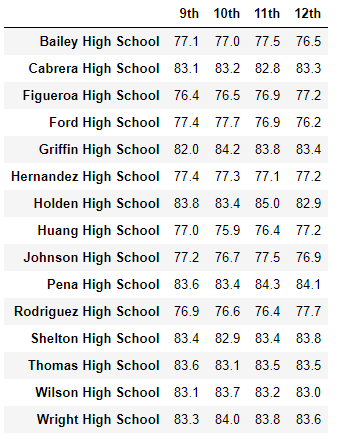 9th 10th 11th 12th
Bailey High School 77.1 77.0 77.5 76.5
Cabrera High School 83.1 83.2 82.8 83.3
Figueroa High School 76.4 76.5 76.9 77.2
Ford High School 77.4 77.7 76.9 76.2
Griffin High School 82.0 84.2 83.8 83.4
Hernandez High School 77.4 77.3 77.1 77.2
Holden High School 83.8 83.4 85.0 82.9
Huang High School 77.0 75.9 76.4 77.2
Johnson High School 77.2 76.7 77.5 76.9
Pena High School 83.6 83.4 84.3 84.1
Rodriguez High School 76.9 76.6 76.4 77.7
Shelton High School 83.4 82.9 83.4 83.8
Thomas High School 83.6 83.1 83.5 83.5
Wilson High School 83.1 83.7 83.2 83.0
Wright High School 83.3 84.0 83.8 83.6